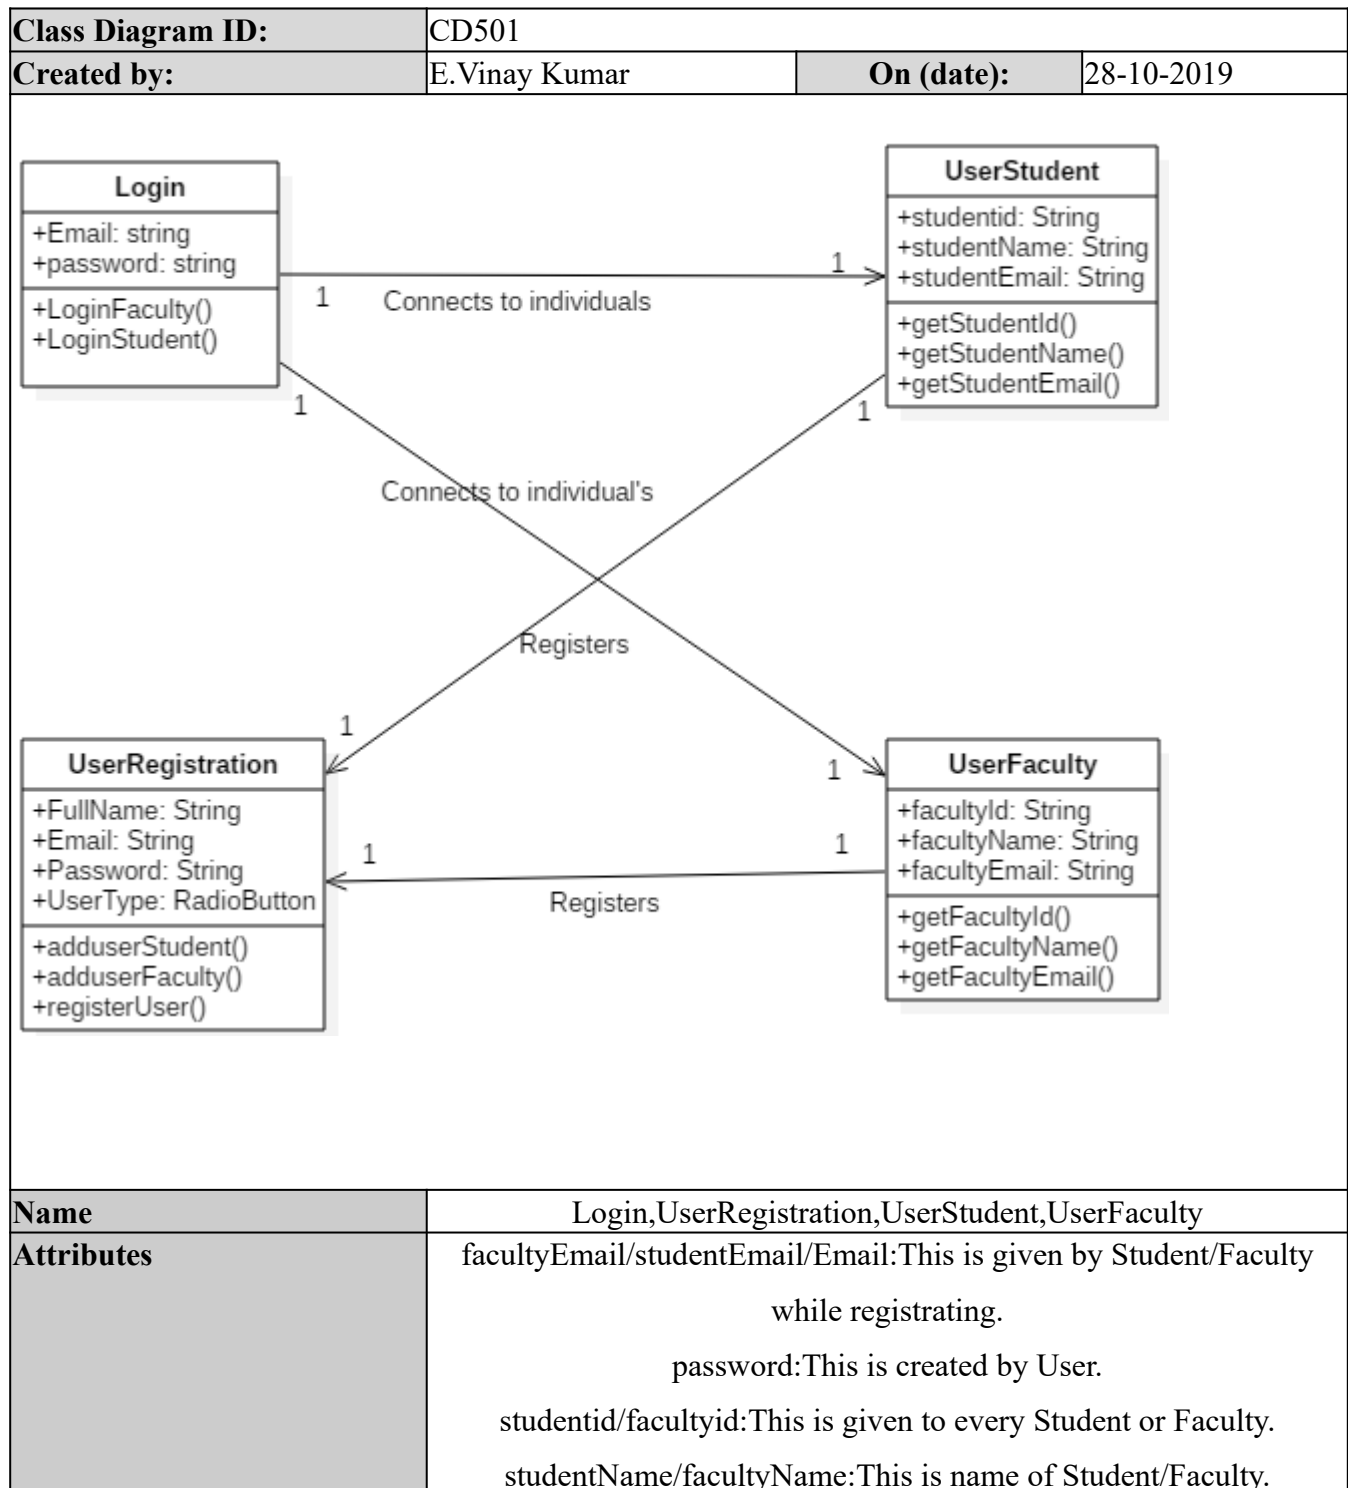 Class Diagram ID: CD501
Created by: E.Vinay Kumar On (date): 28-10-2019
Login
+Email: string
+password: string
+LoginFaculty()
+LoginStudent()
UserStudent
+studentid: String
+studentName: String
+studentEmail: String
+getStudentId()
+getStudentName()
+getStudentEmail()
1
Connects to individuals
1
1
Connects to individual's
1
1
Registers
1
UserRegistration
+FullName: String
+Email: String
+Password: String
+UserType: RadioButton
+adduserStudent()
+adduserFaculty()
+registerUser()
1
Registers
1
UserFaculty
+facultyId: String
+facultyName: String
+facultyEmail: String
+getFacultyId()
+getFacultyName()
+getFacultyEmail()
Name Login,UserRegistration,UserStudent,UserFaculty
Attributes facultyEmail/studentEmail/Email:This is given by Student/Faculty
while registrating.
password:This is created by User.
studentid/facultyid:This is given to every Student or Faculty.
studentName/facultyName:This is name of Student/Faculty.